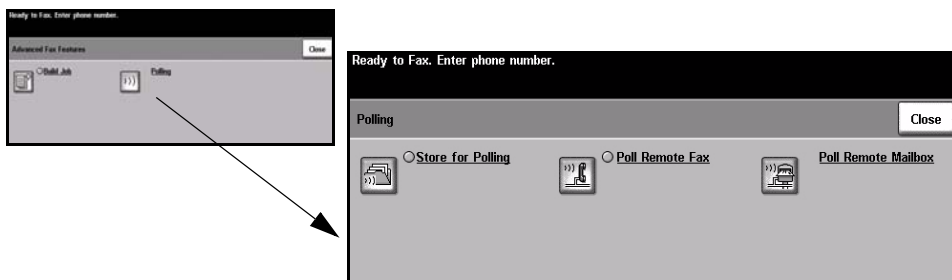 Ready to Fax. Enter phone number.
Advanced Fax Features
Close
Build Job
Polling
Ready to Fax. Enter phone number.
Polling
Close
Store for Polling
Poll Remote Fax
Poll Remote Mailbox